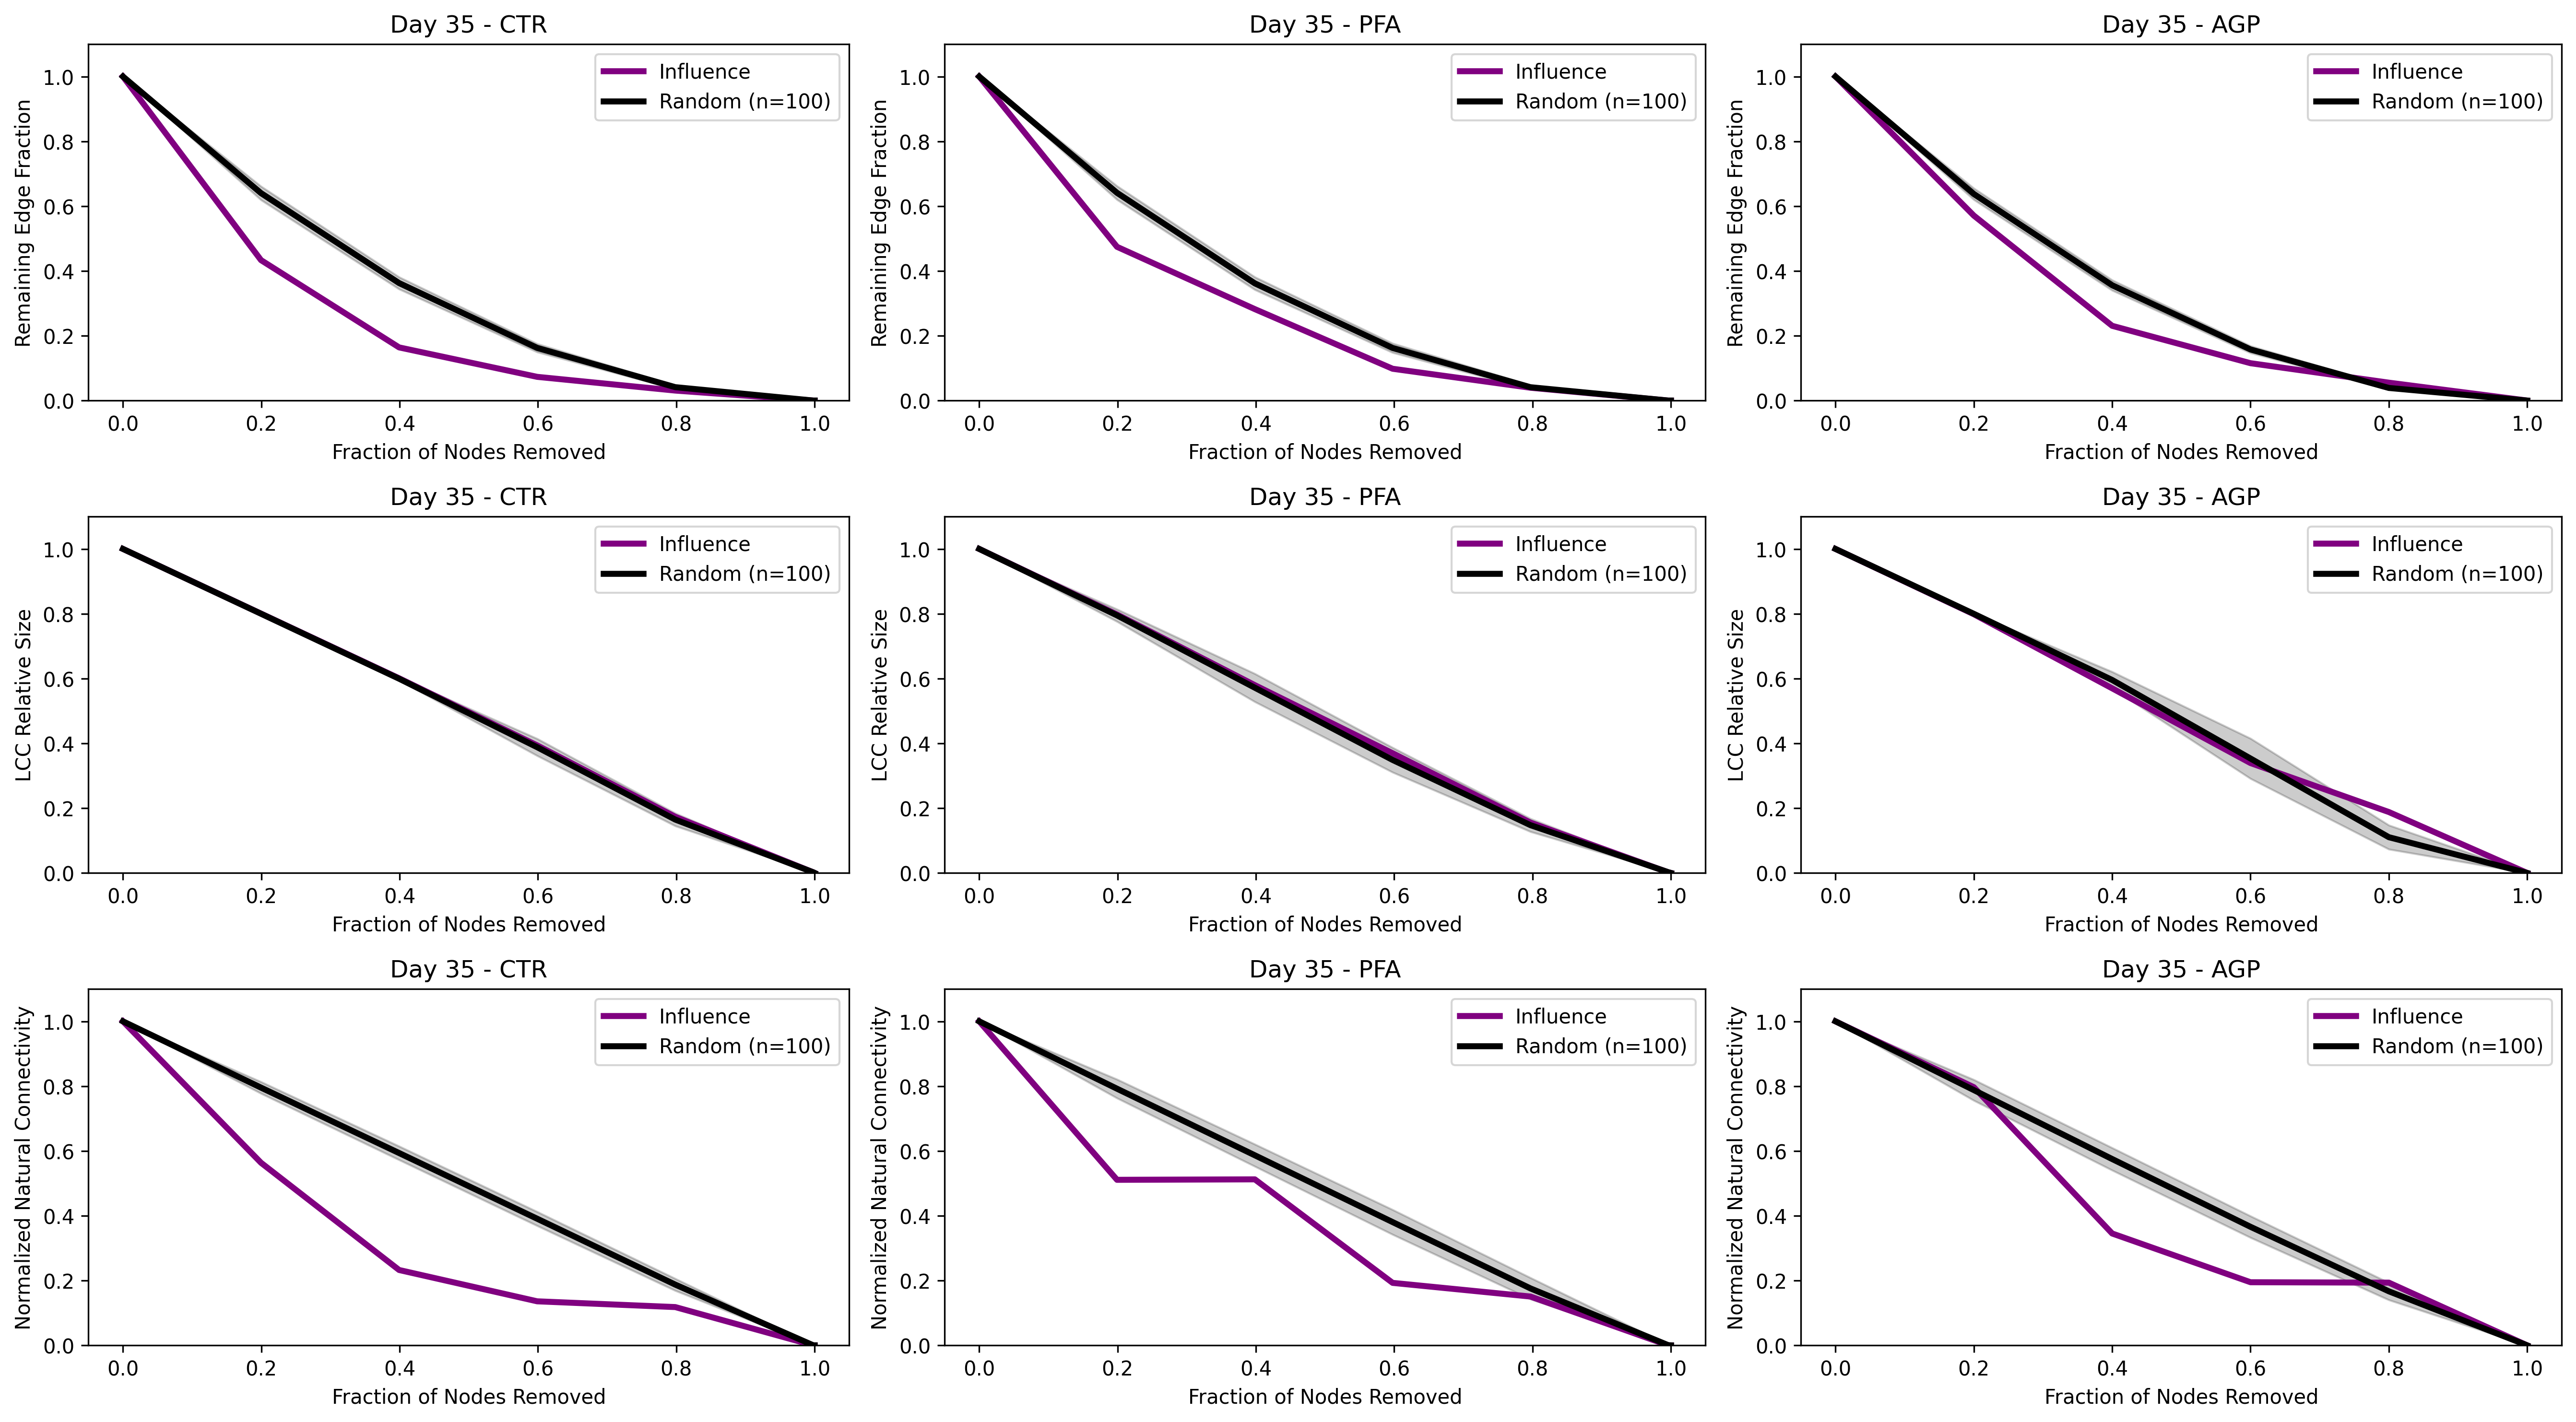 Day 35 - CTR
Remaining Edge Fraction
1.0
0.8
0.6
0.4
0.2
0.0
Influence
Random (n=100)
0.0 0.2 0.4 0.6 0.8 1.0
Fraction of Nodes Removed
Day 35 - PFA
Remaining Edge Fraction
1.0
0.8
0.6
0.4
0.2
0.0
Influence
Random (n=100)
0.0 0.2 0.4 0.6 0.8 1.0
Fraction of Nodes Removed
Day 35 - AGP
Remaining Edge Fraction
1.0
0.8
0.6
0.4
0.2
0.0
Influence
Random (n=100)
0.0 0.2 0.4 0.6 0.8 1.0
Fraction of Nodes Removed
Day 35 - CTR
LCC Relative Size
1.0
0.8
0.6
0.4
0.2
0.0
Influence
Random (n=100)
0.0 0.2 0.4 0.6 0.8 1.0
Fraction of Nodes Removed
Day 35 - PFA
LCC Relative Size
1.0
0.8
0.6
0.4
0.2
0.0
Influence
Random (n=100)
0.0 0.2 0.4 0.6 0.8 1.0
Fraction of Nodes Removed
Day 35 - AGP
LCC Relative Size
1.0
0.8
0.6
0.4
0.2
0.0
Influence
Random (n=100)
0.0 0.2 0.4 0.6 0.8 1.0
Fraction of Nodes Removed
Day 35 - CTR
Normalized Natural Connectivity
1.0
0.8
0.6
0.4
0.2
0.0
Influence
Random (n=100)
0.0 0.2 0.4 0.6 0.8 1.0
Fraction of Nodes Removed
Day 35 - PFA
Normalized Natural Connectivity
1.0
0.8
0.6
0.4
0.2
0.0
Influence
Random (n=100)
0.0 0.2 0.4 0.6 0.8 1.0
Fraction of Nodes Removed
Day 35 - AGP
Normalized Natural Connectivity
1.0
0.8
0.6
0.4
0.2
0.0
Influence
Random (n=100)
0.0 0.2 0.4 0.6 0.8 1.0
Fraction of Nodes Removed